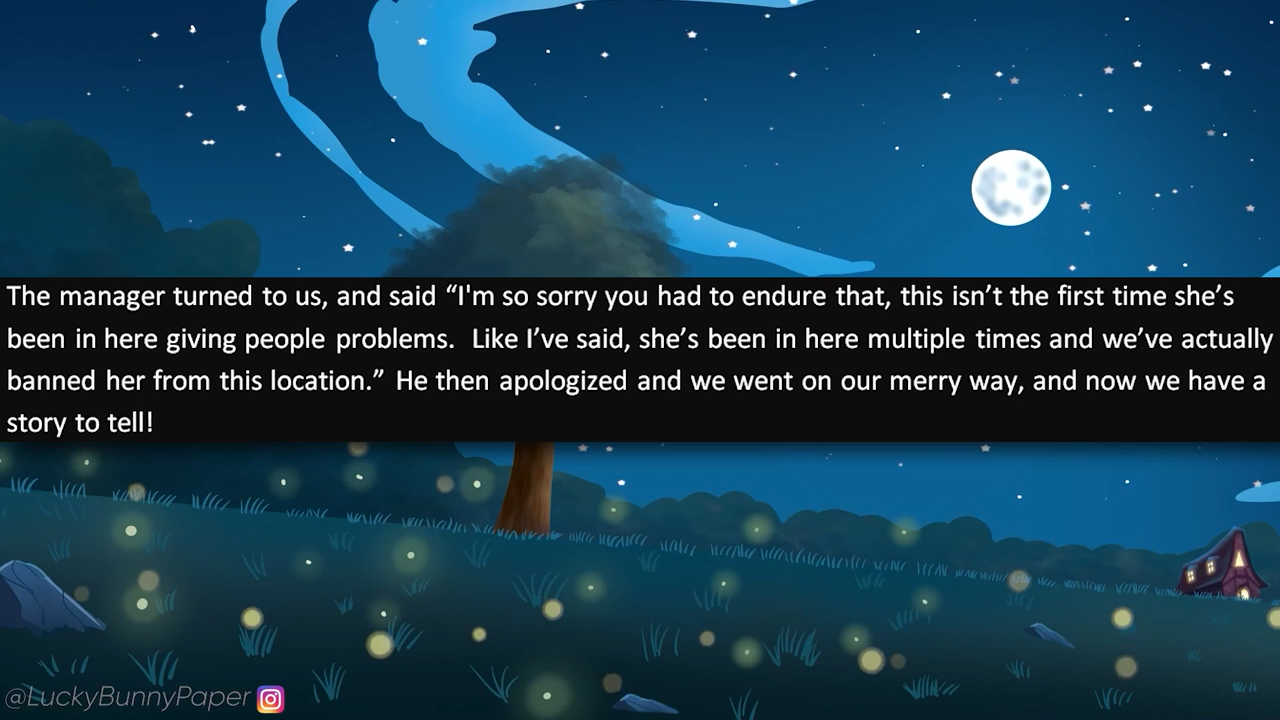 The manager turned to us, and said “I'm so sorry you had to endure that, this isn’t the first time she’s
been in here giving people problems.  Like I’ve said, she’s been in here multiple times and we’ve actually
banned her from this location.”  He then apologized and we went on our merry way, and now we have a
story to tell!
@LuckyBunnyPaper